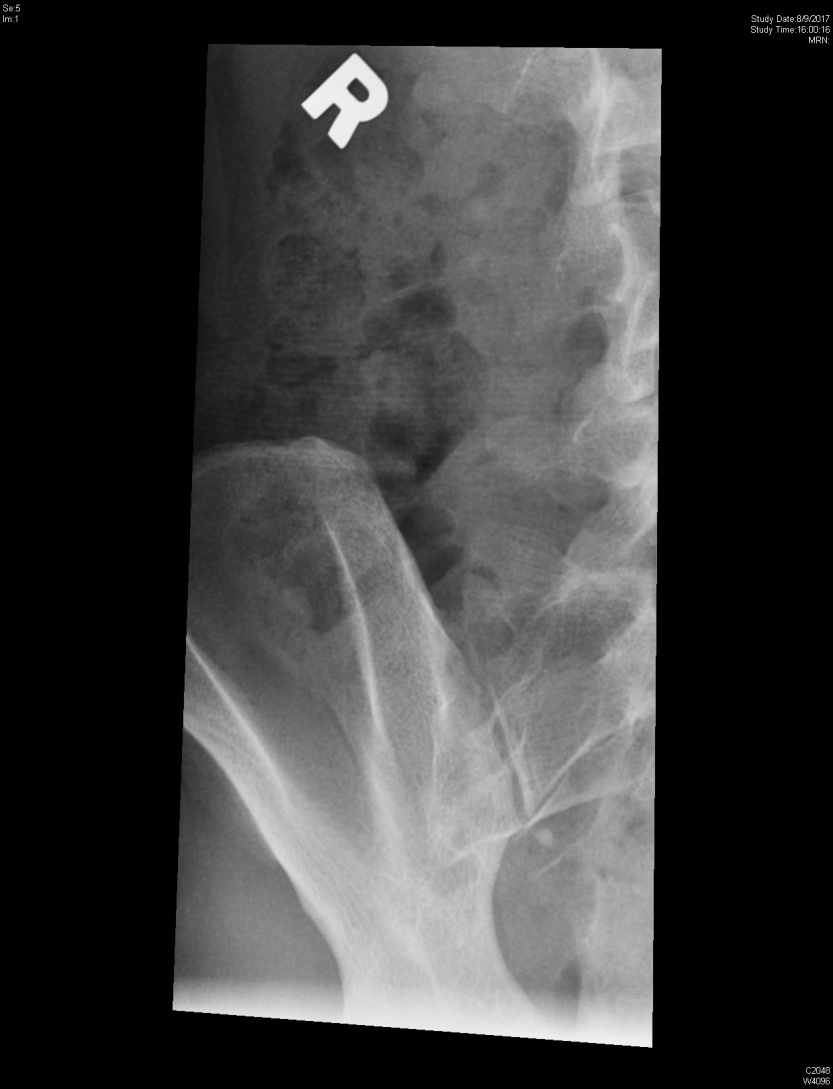 Se:5
Im:1
Study Date:8/9/2017
Study Time:16:00:16
MRN:
R
C2048
W4096